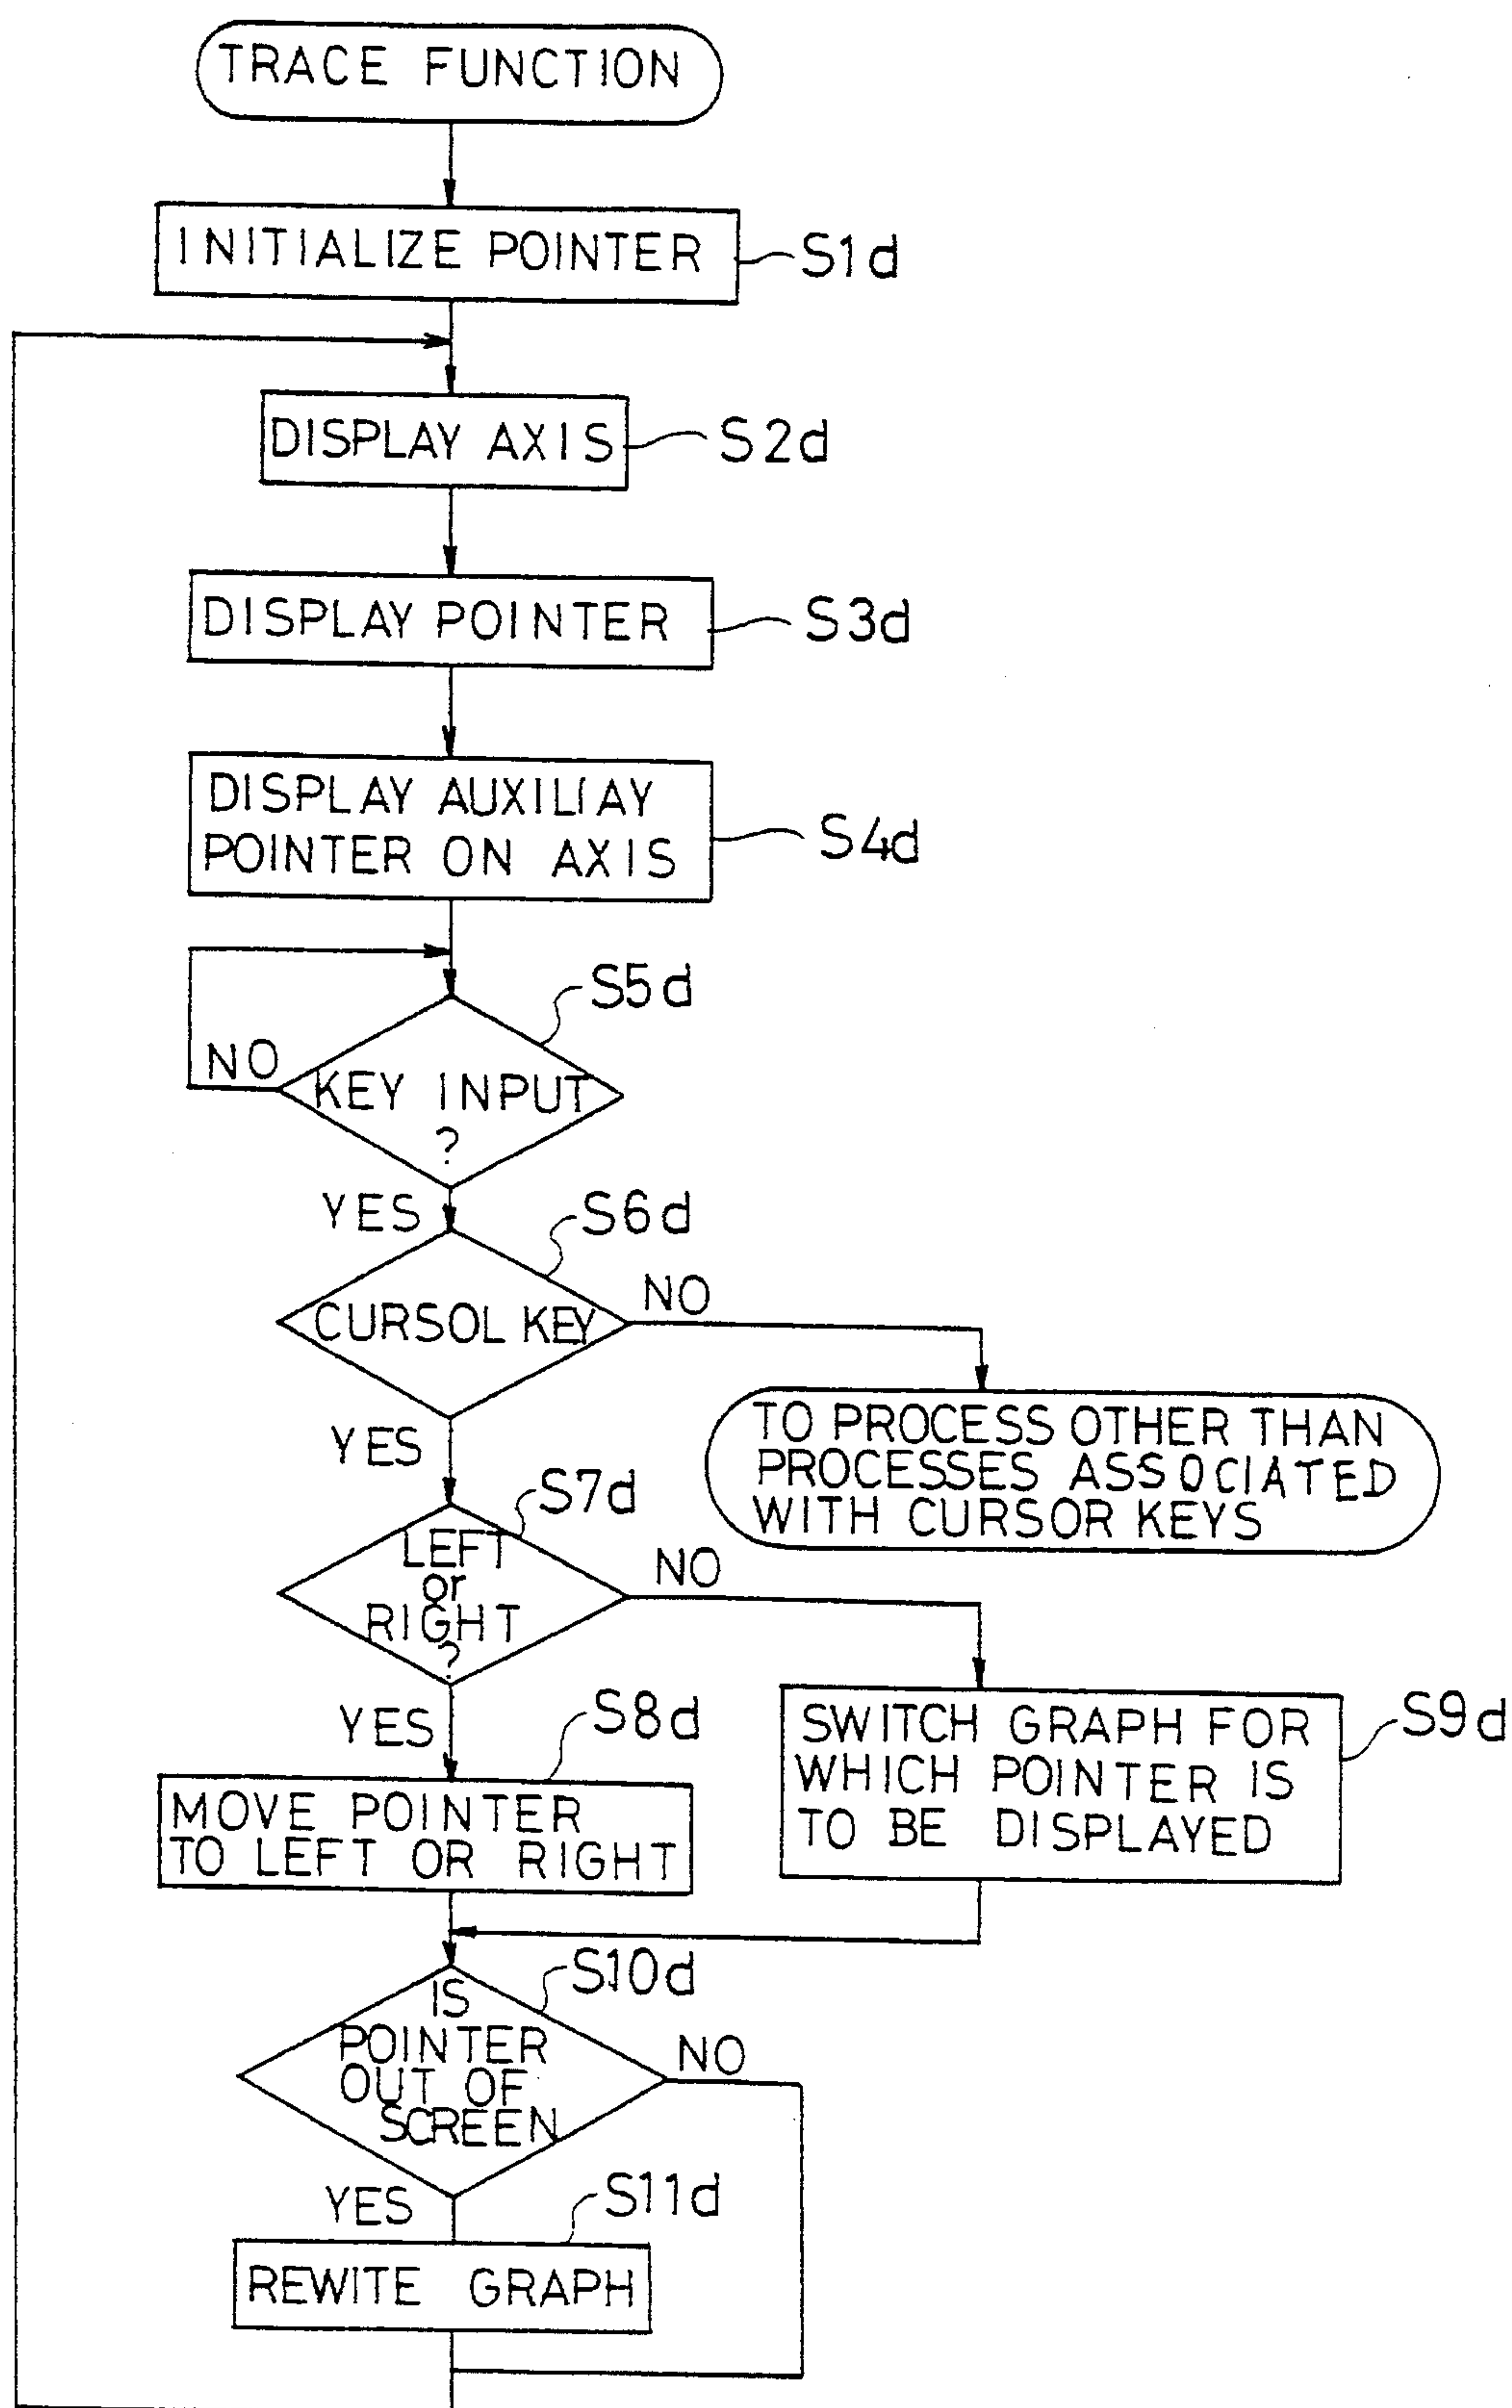 TRACE FUNCTION
INITIALIZE POINTER
S1d
DISPLAY AXIS
S2d
DISPLAY POINTER
S3d
DISPLAY AUXILIAY
POINTER ON AXIS
S4d
S5d
NO
KEY INPUT
?
YES
S6d
CURSOL KEY
NO
TO PROCESS OTHER THAN
PROCESSES ASSOCIATED
WITH CURSOR KEYS
YES
S7d
LEFT
or
RIGHT
?
NO
YES
S8d
MOVE POINTER
TO LEFT OR RIGHT
SWITCH GRAPH FOR
WHICH POINTER IS
TO BE DISPLAYED
S9d
S10d
IS
POINTER
OUT OF
SCREEN
NO
YES
S11d
REWITE GRAPH